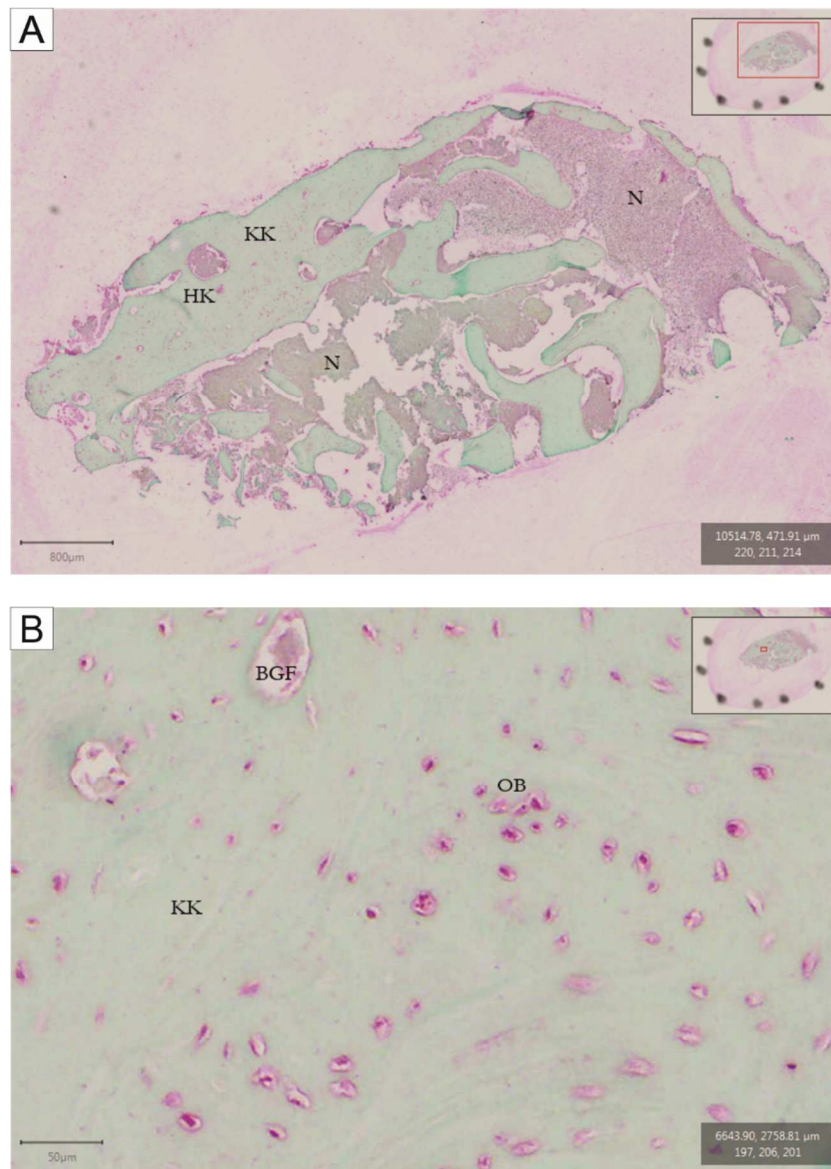 A
KK
N
HK
N
800µm
10514.78, 471.91 µm
220, 211, 214
B
BGF
OB
KK
50µm
6643.90, 2758.81 µm
197, 206, 201